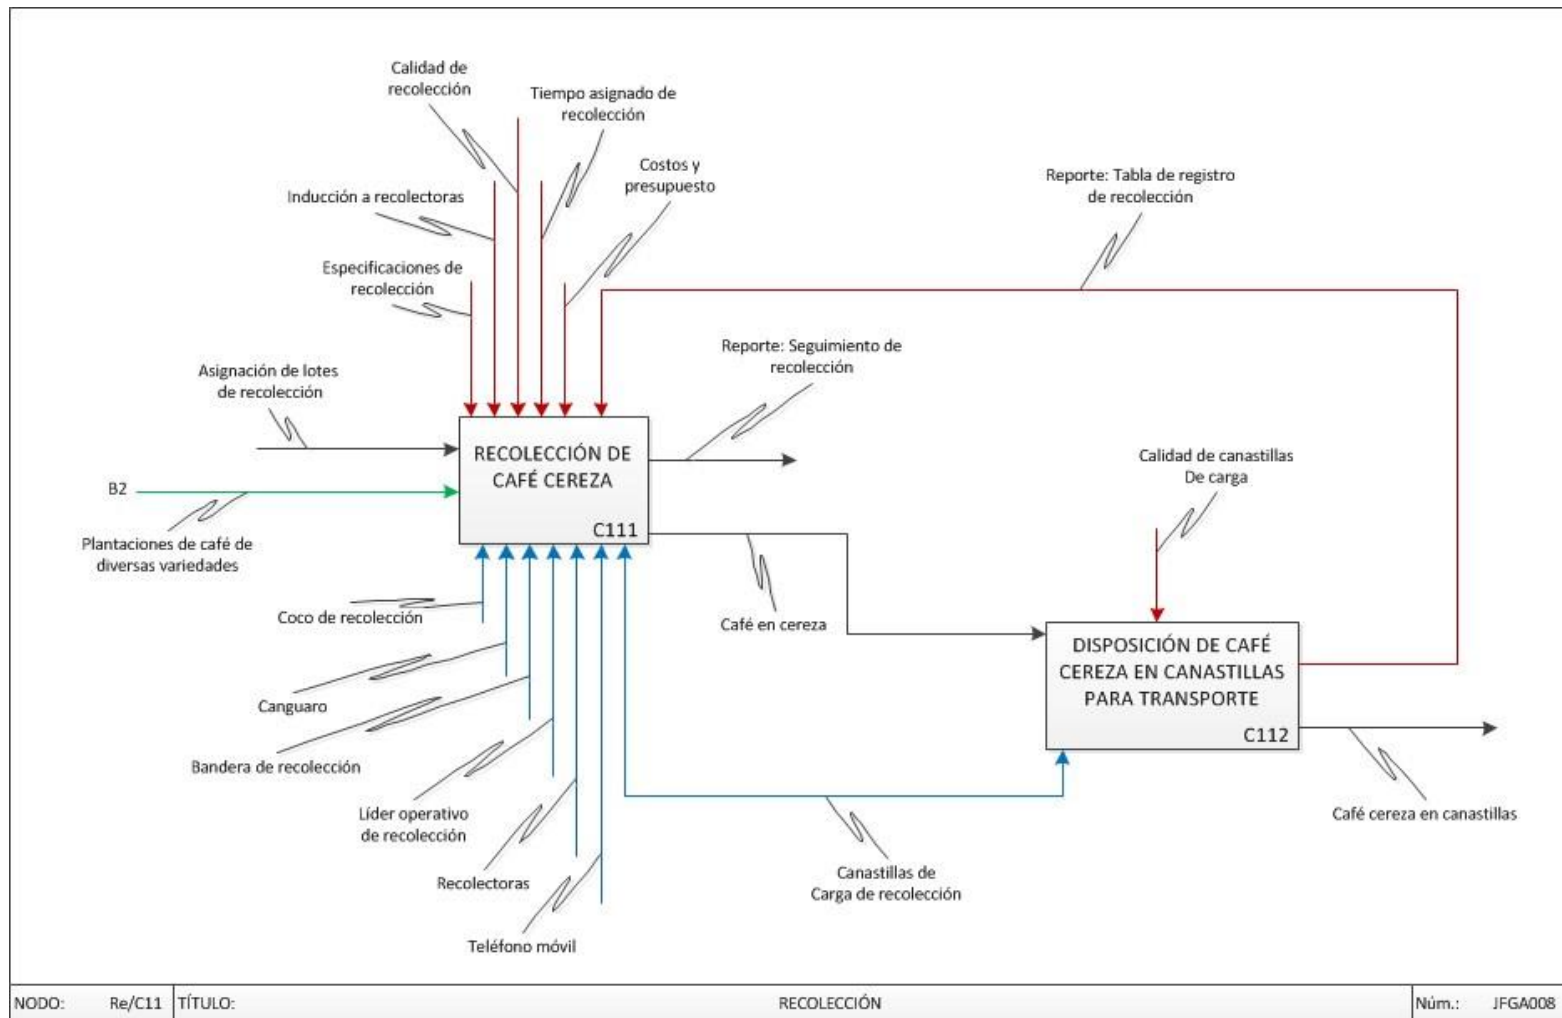 Calidad de
recolección
Tiempo asignado de
recolección
Costos y
presupuesto
Reporte: Tabla de registro
de recolección
Inducción a recolectoras
Especificaciones de
recolección
Reporte: Seguimiento de
recolección
Asignación de lotes
de recolección
RECOLECCIÓN DE
CAFÉ CEREZA
C111
Calidad de canastillas
De carga
B2
Plantaciones de café de
diversas variedades
Coco de recolección
Café en cereza
DISPOSICIÓN DE CAFÉ
CEREZA EN CANASTILLAS
PARA TRANSPORTE
C112
Canguaro
Bandera de recolección
Líder operativo
de recolección
Café cereza en canastillas
Recolectoras
Canastillas de
Carga de recolección
Teléfono móvil
NODO: Re/C11 TÍTULO: RECOLECCIÓN Núm.: JFGA008